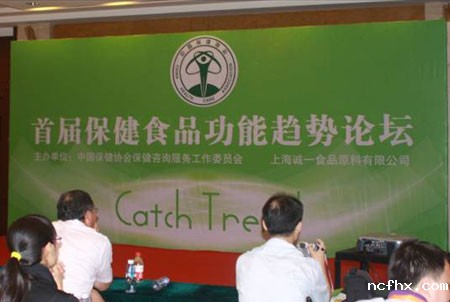 首届保健食品功能趋势论坛
主办单位：中国保健协会保健咨询服务工作委员会 上海诚一食品原料有限公司
Catch
ncfhx.com